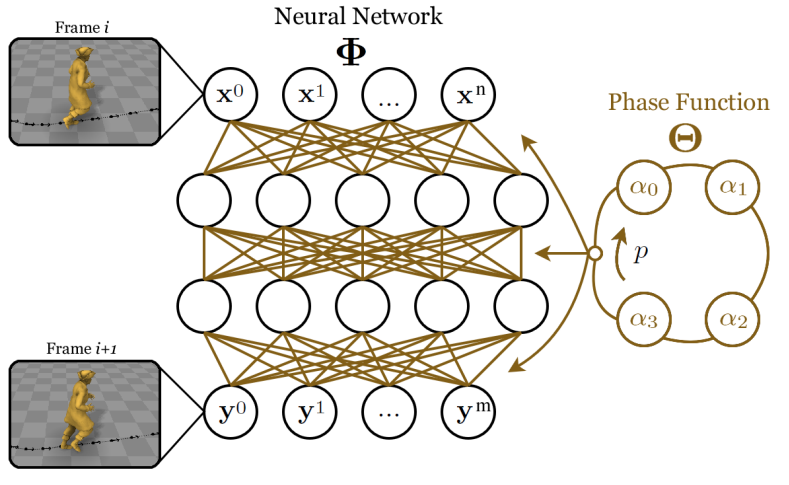 Neural Network
Φ
Frame i
x⁰ x¹ ... xⁿ
Phase Function
Θ
α₀ α₁
p
α₃ α₂
Frame i+1
y⁰ y¹ ... yᵐ